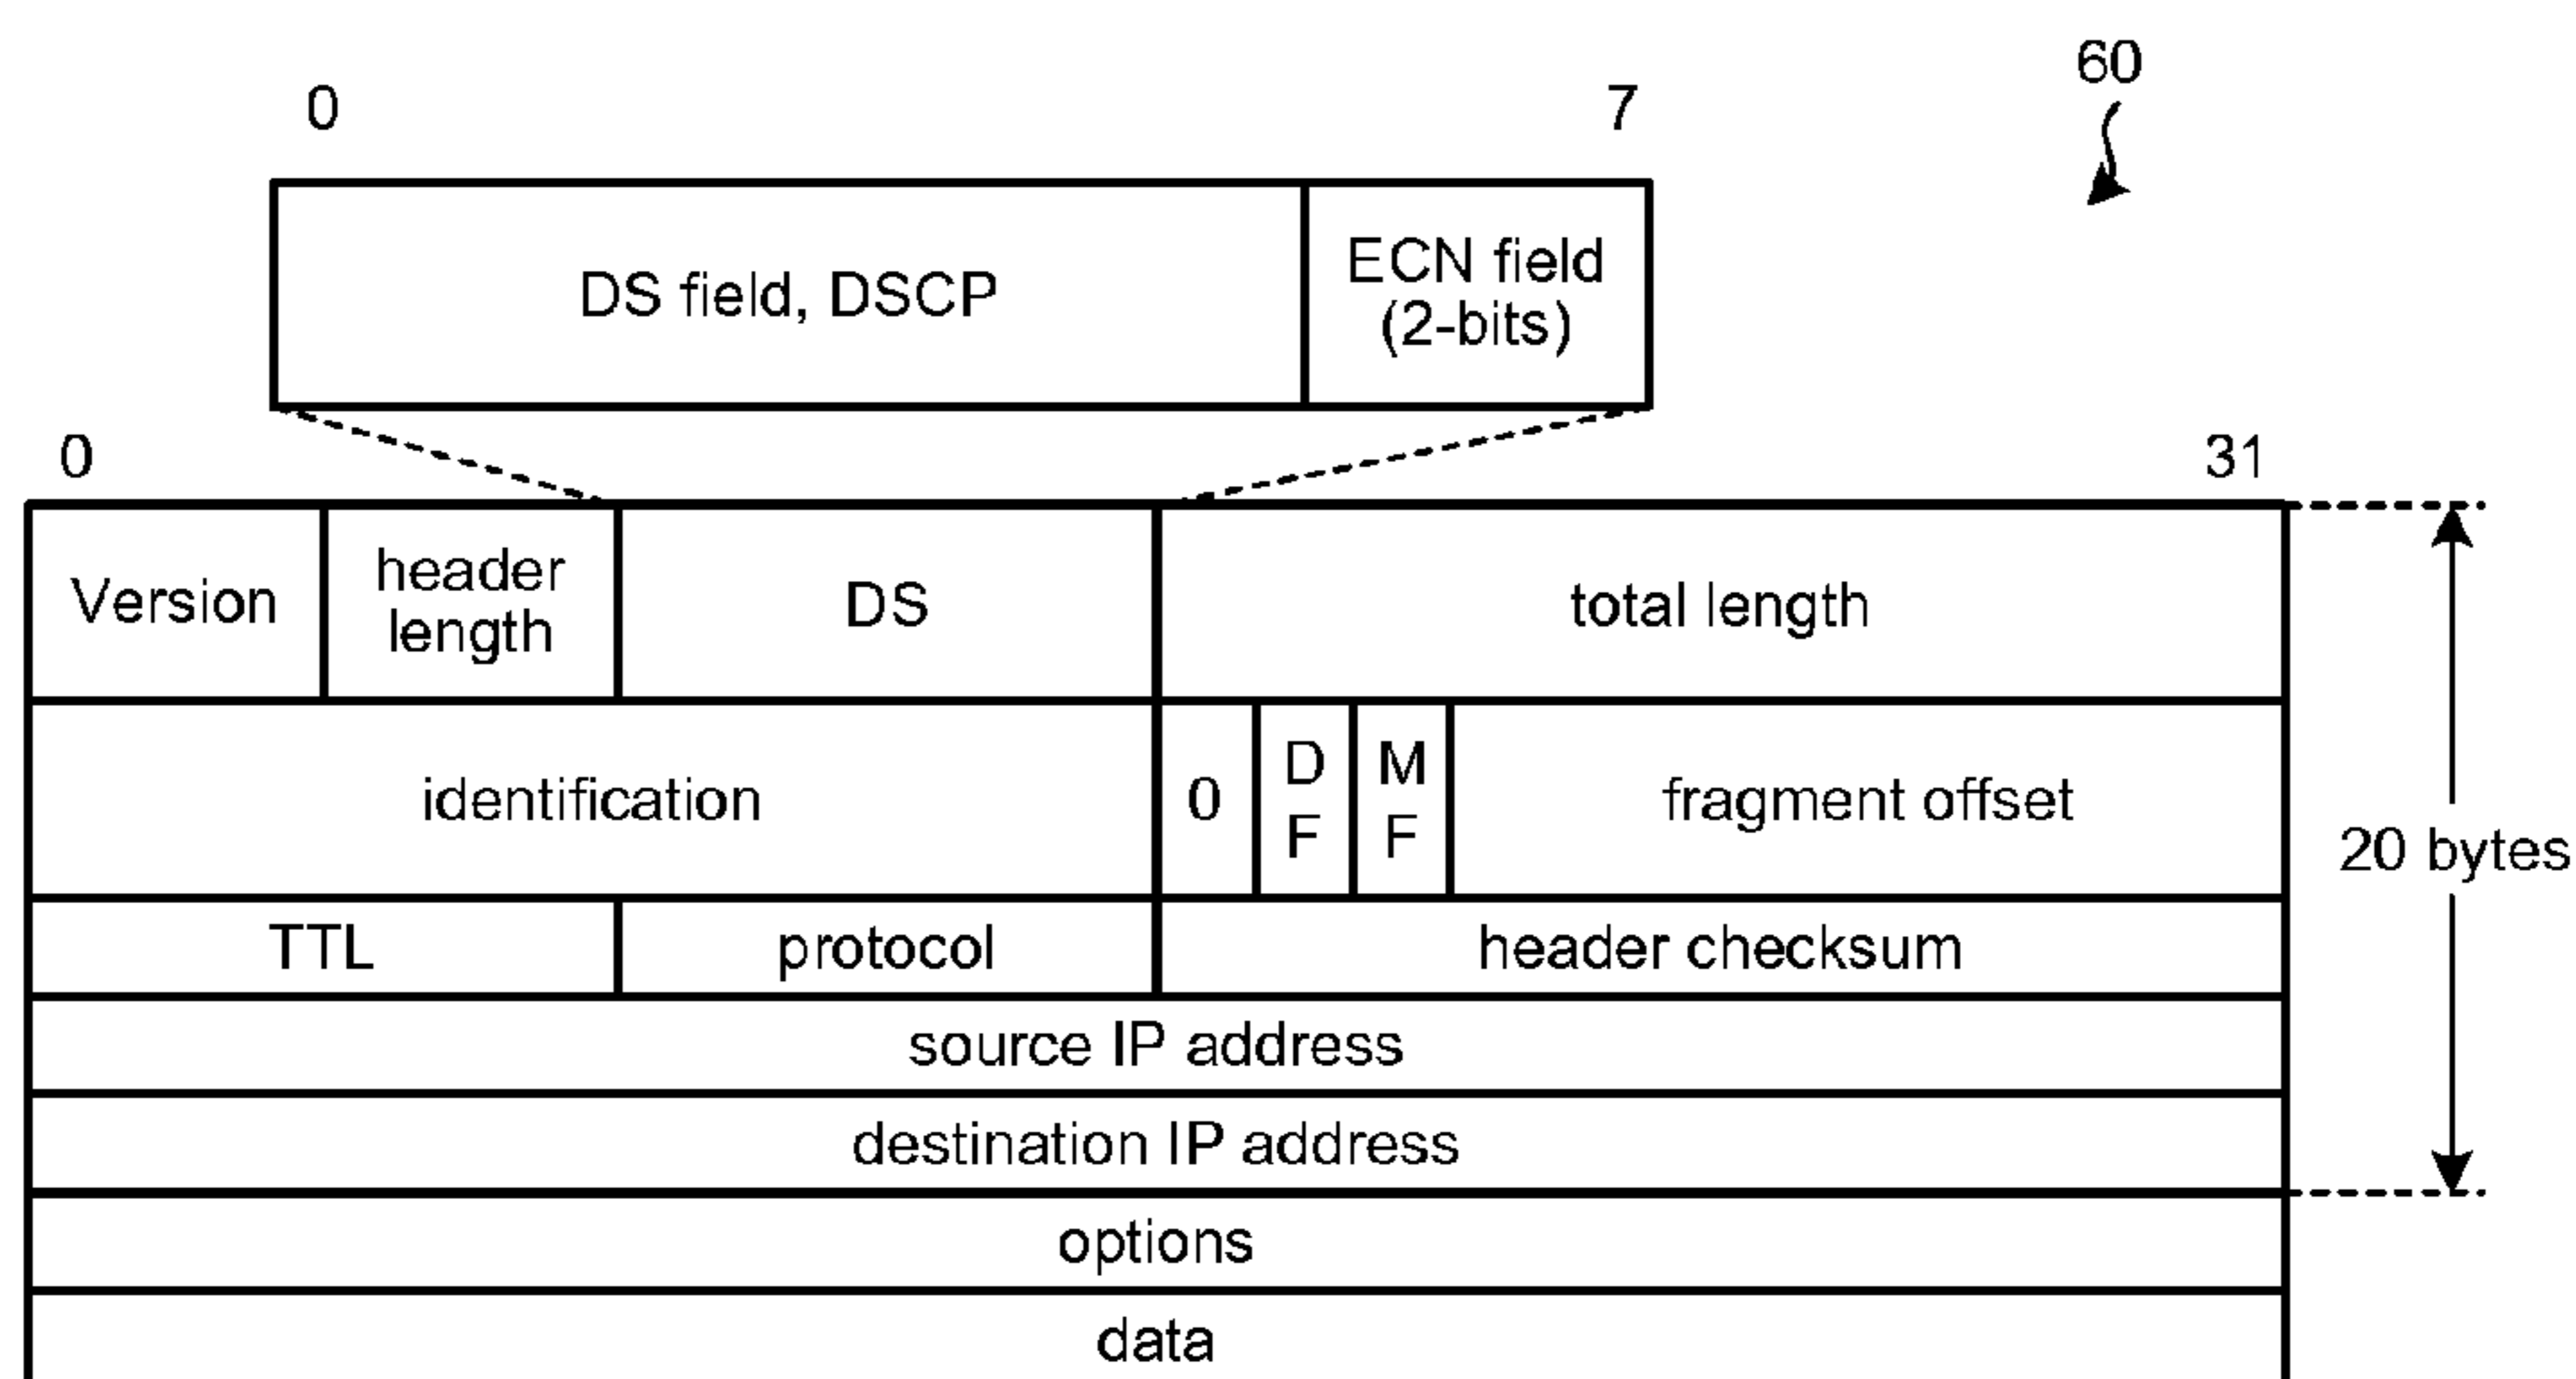 60
0 7
DS field, DSCP
ECN field
(2-bits)
0 31
Version
header
length
DS
total length
identification
0
D
F
M
F
fragment offset
20 bytes
TTL
protocol
header checksum
source IP address
destination IP address
options
data